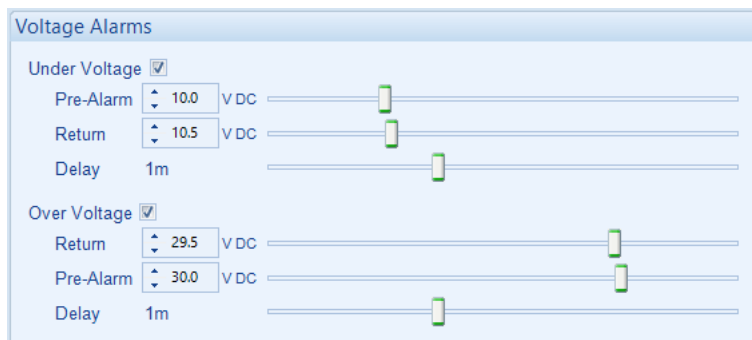 Voltage Alarms
Under Voltage
Pre-Alarm 10.0 V DC
Return 10.5 V DC
Delay 1m
Over Voltage
Return 29.5 V DC
Pre-Alarm 30.0 V DC
Delay 1m